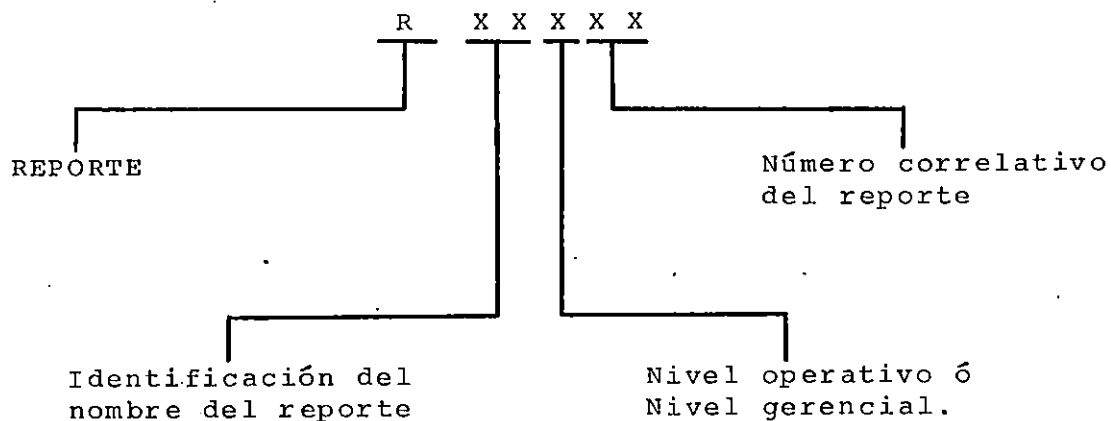 R X X X X X
REPORTE
Número correlativo
del reporte
Identificación del
nombre del reporte
Nivel operativo ó
Nivel gerencial.